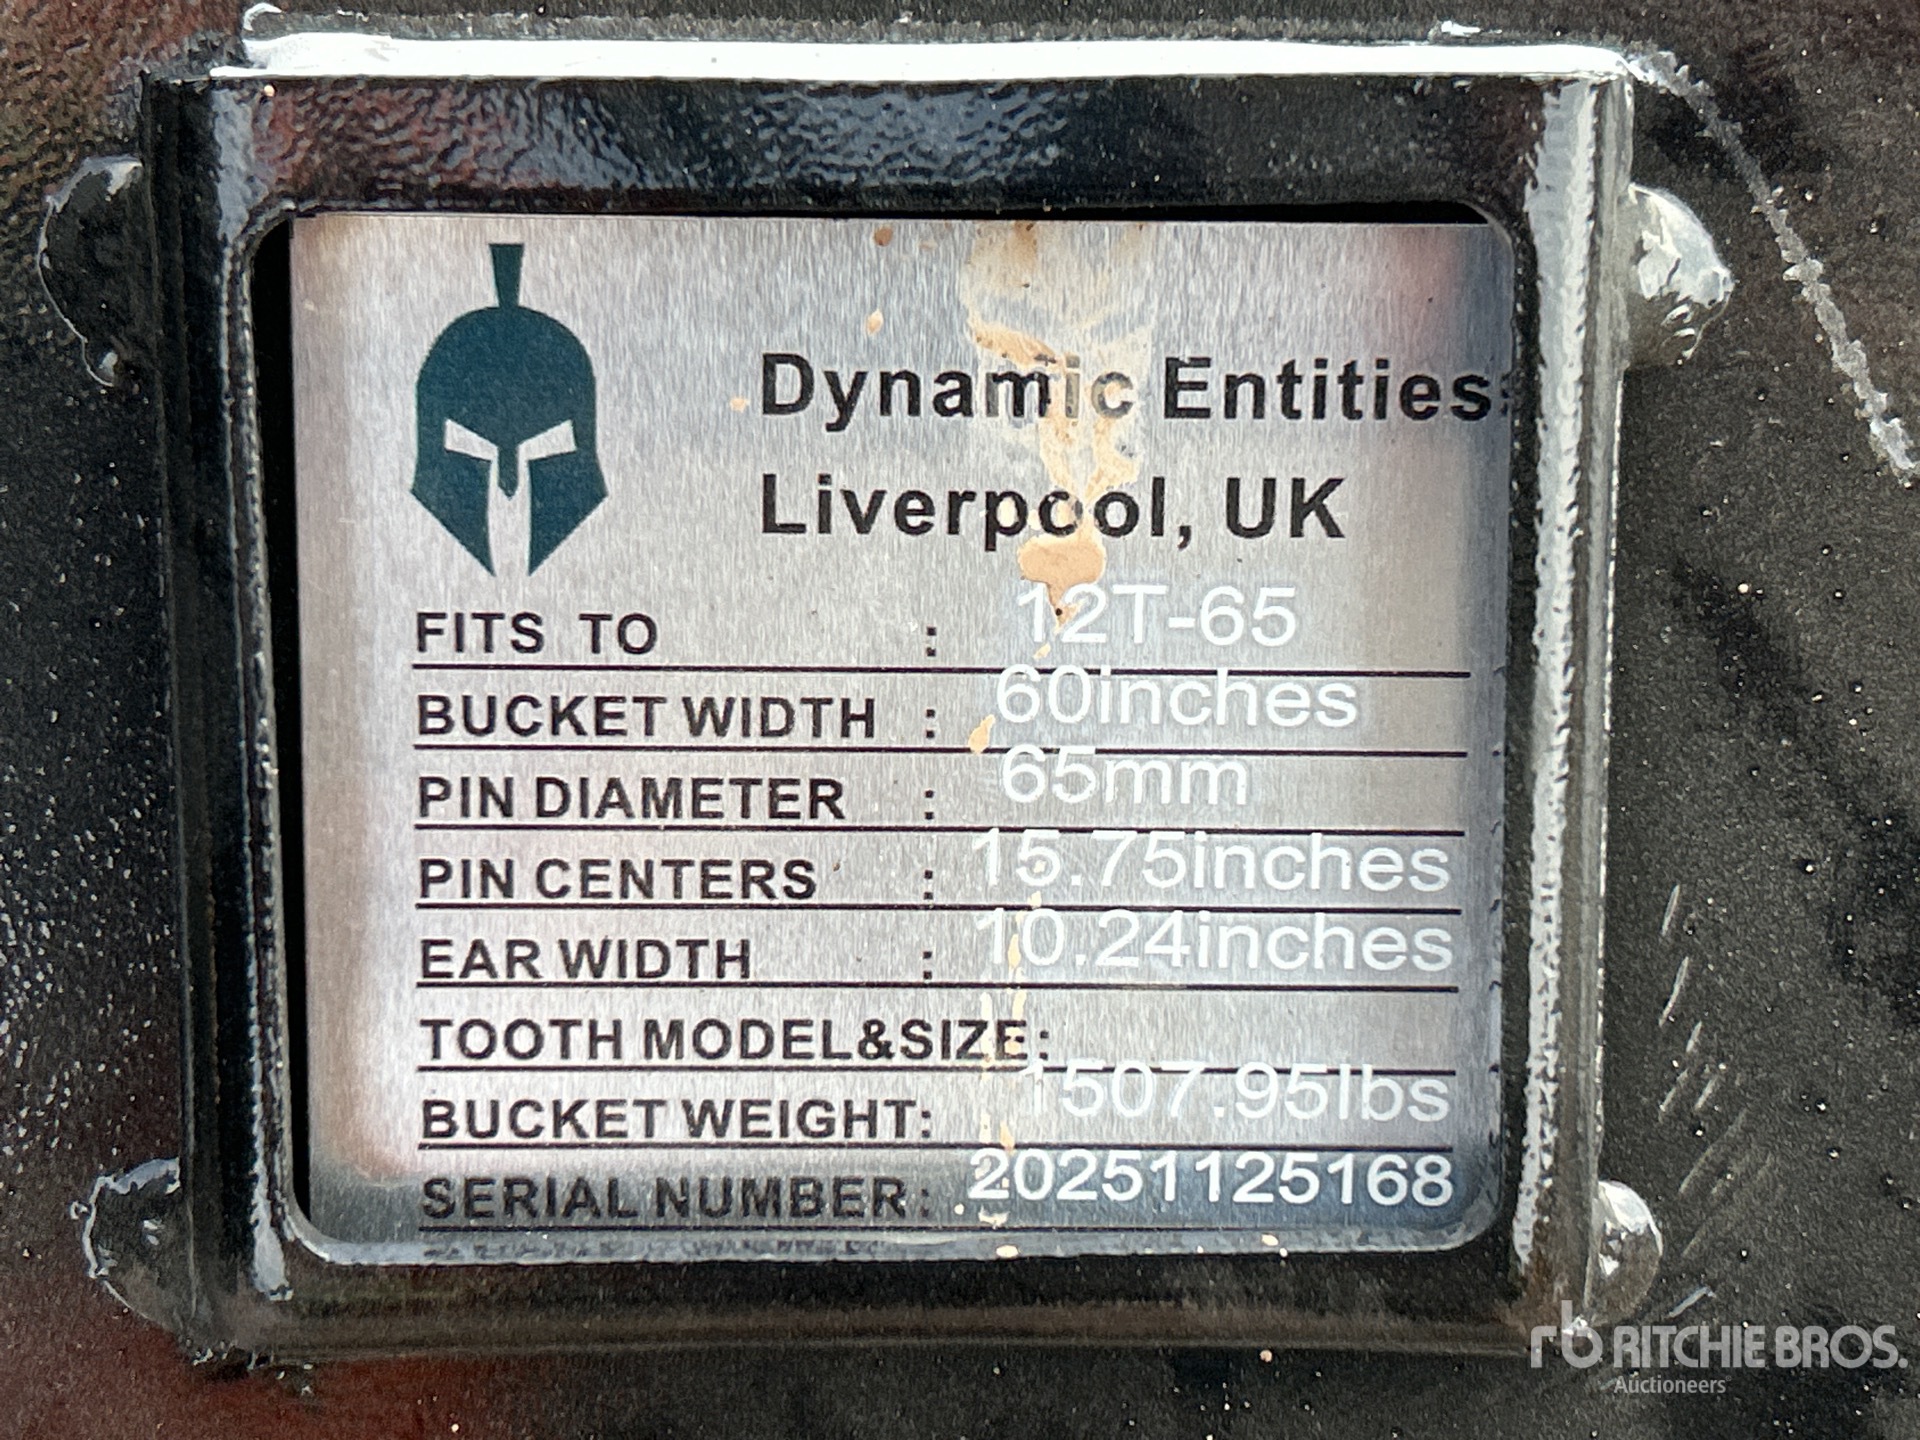 Dynamic Entities
Liverpool, UK
FITS TO : 12T-65
BUCKET WIDTH : 60inches
PIN DIAMETER : 65mm
PIN CENTERS : 15.75inches
EAR WIDTH : 10.24inches
TOOTH MODEL&SIZE:
BUCKET WEIGHT: 1507.95lbs
SERIAL NUMBER: 20251125168
rb RITCHIE BROS.
Auctioneers